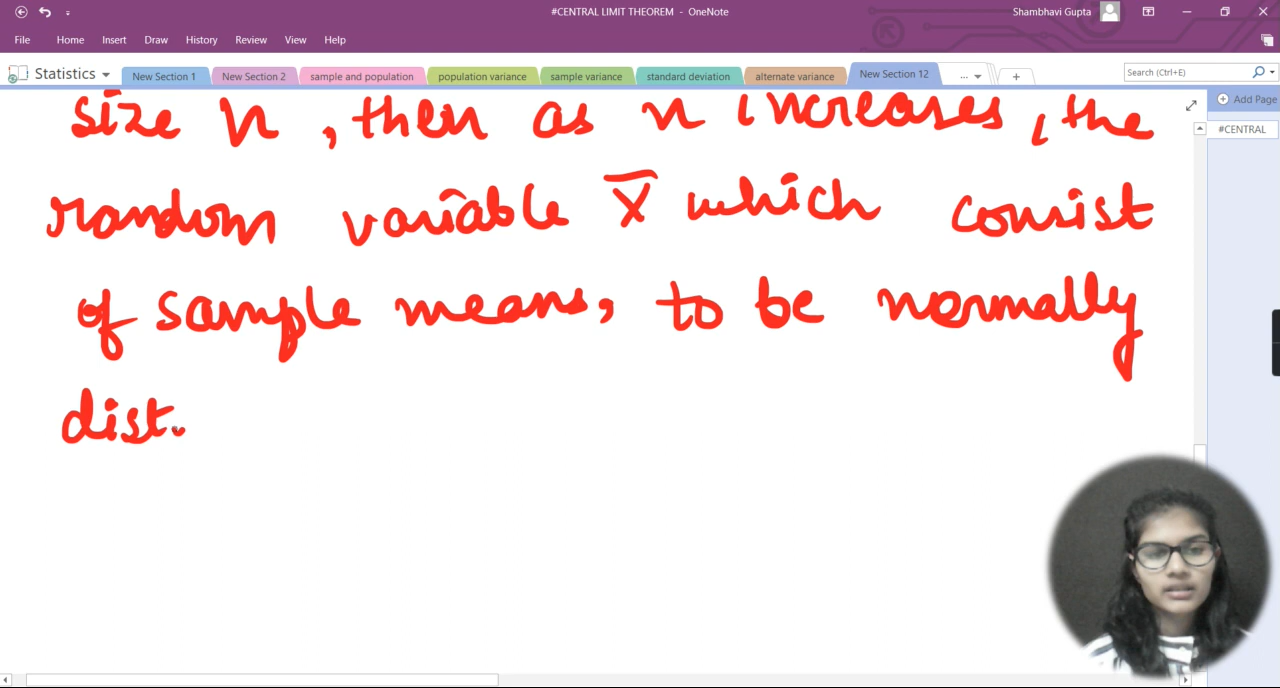 #CENTRAL LIMIT THEOREM - OneNote
Shambhavi Gupta
File Home Insert Draw History Review View Help
Statistics
New Section 1 New Section 2 sample and population population variance sample variance standard deviation alternate variance New Section 12 ... +
Search (Ctrl+E)
Add Page
#CENTRAL
size n, then as n increases, the
random variable X̅ which consist
of sample means, to be normally
dist.